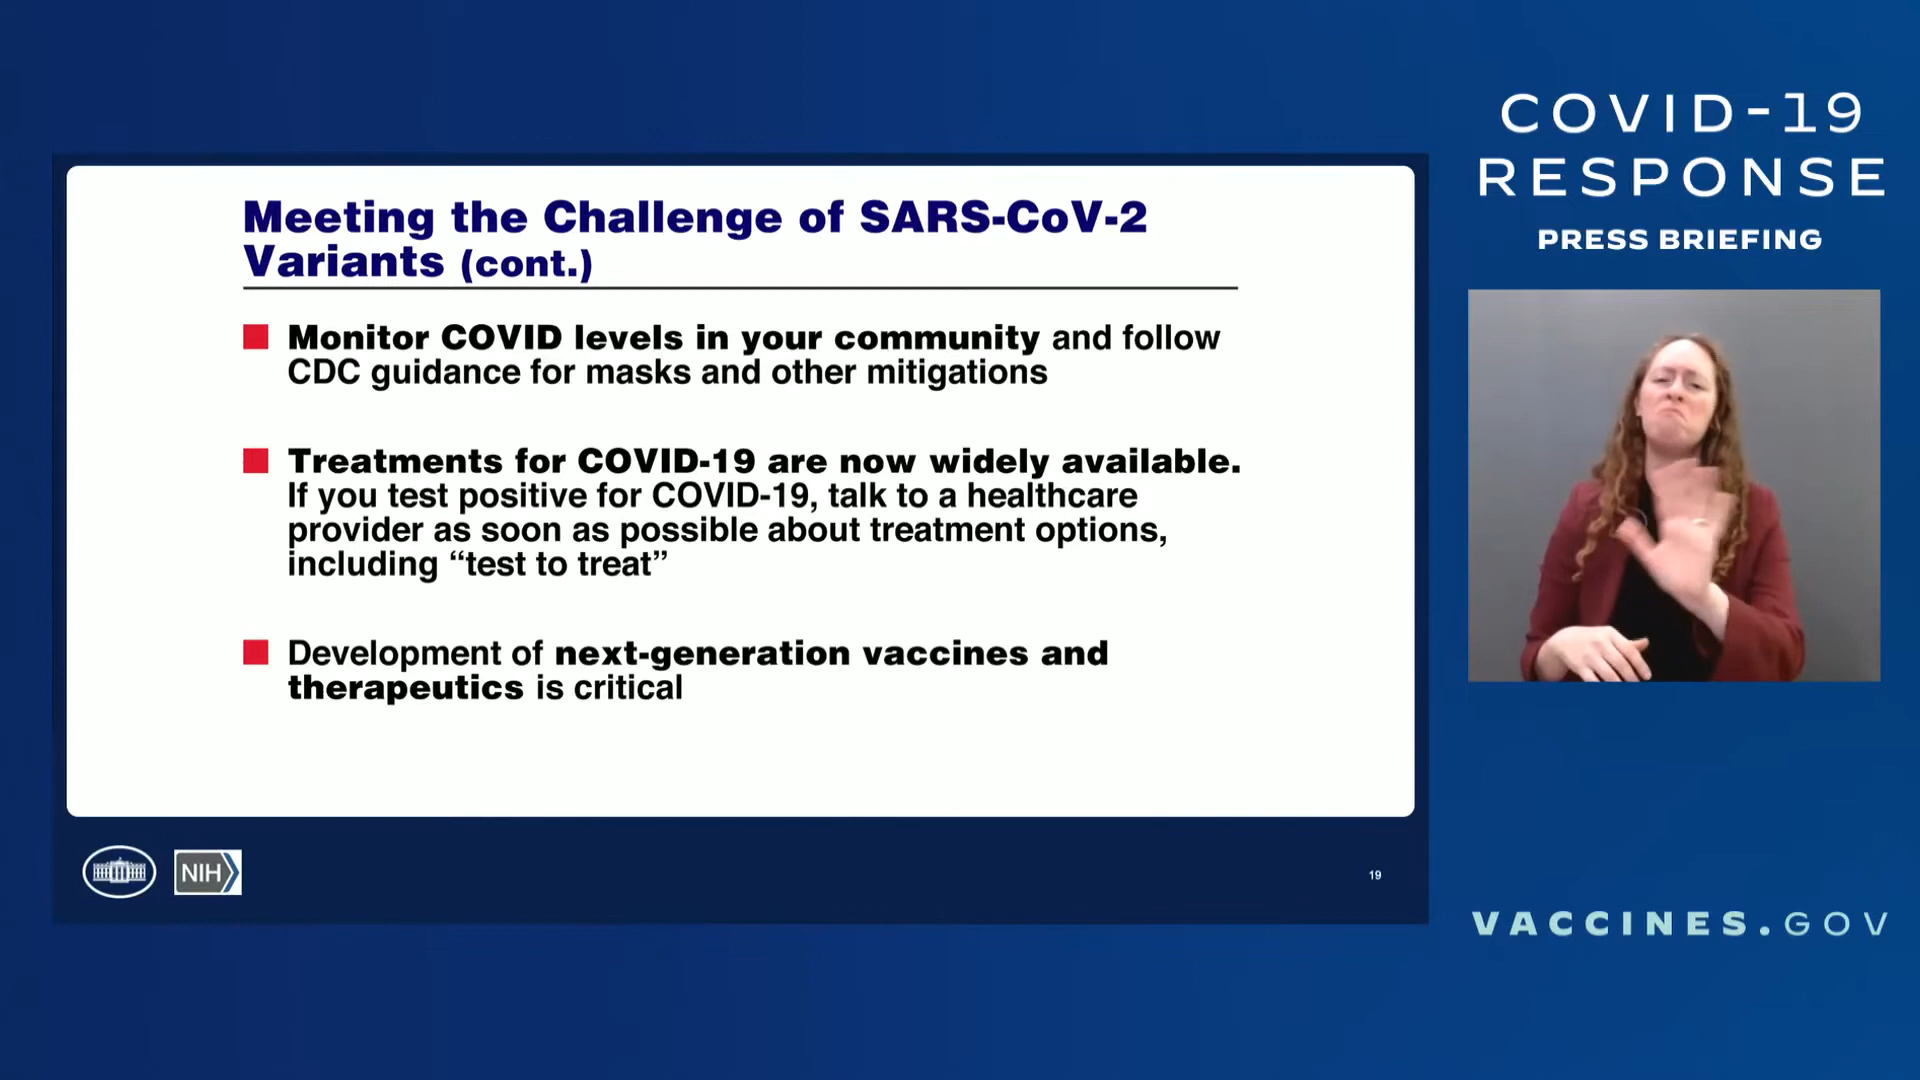 COVID-19
RESPONSE
PRESS BRIEFING
Meeting the Challenge of SARS-CoV-2
Variants (cont.)
Monitor COVID levels in your community and follow
CDC guidance for masks and other mitigations
Treatments for COVID-19 are now widely available.
If you test positive for COVID-19, talk to a healthcare
provider as soon as possible about treatment options,
including “test to treat”
Development of next-generation vaccines and
therapeutics is critical
NIH
19
VACCINES.GOV